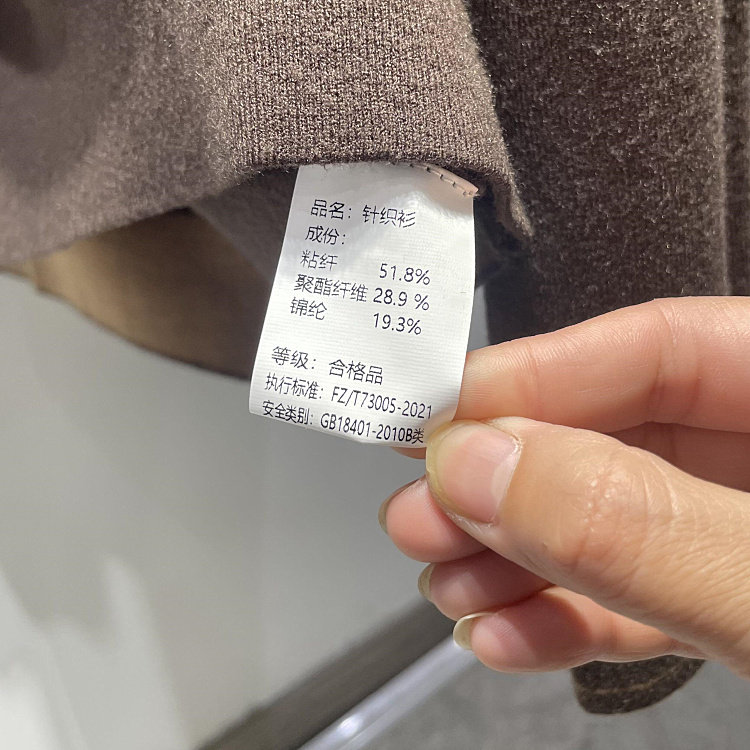 品名：针织衫
成份：
粘纤 51.8%
聚酯纤维 28.9 %
锦纶 19.3%
等级：合格品
执行标准：FZ/T73005-2021
安全类别：GB18401-2010B类